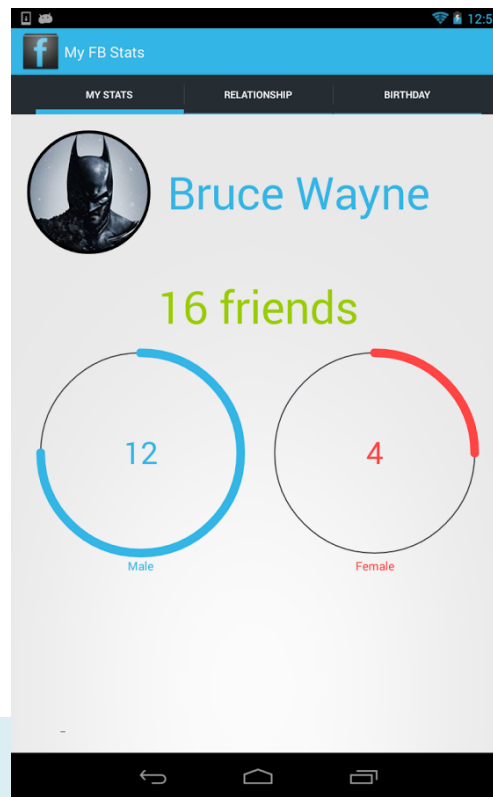 12:5
f My FB Stats
MY STATS RELATIONSHIP BIRTHDAY
Bruce Wayne
16 friends
12 4
Male Female